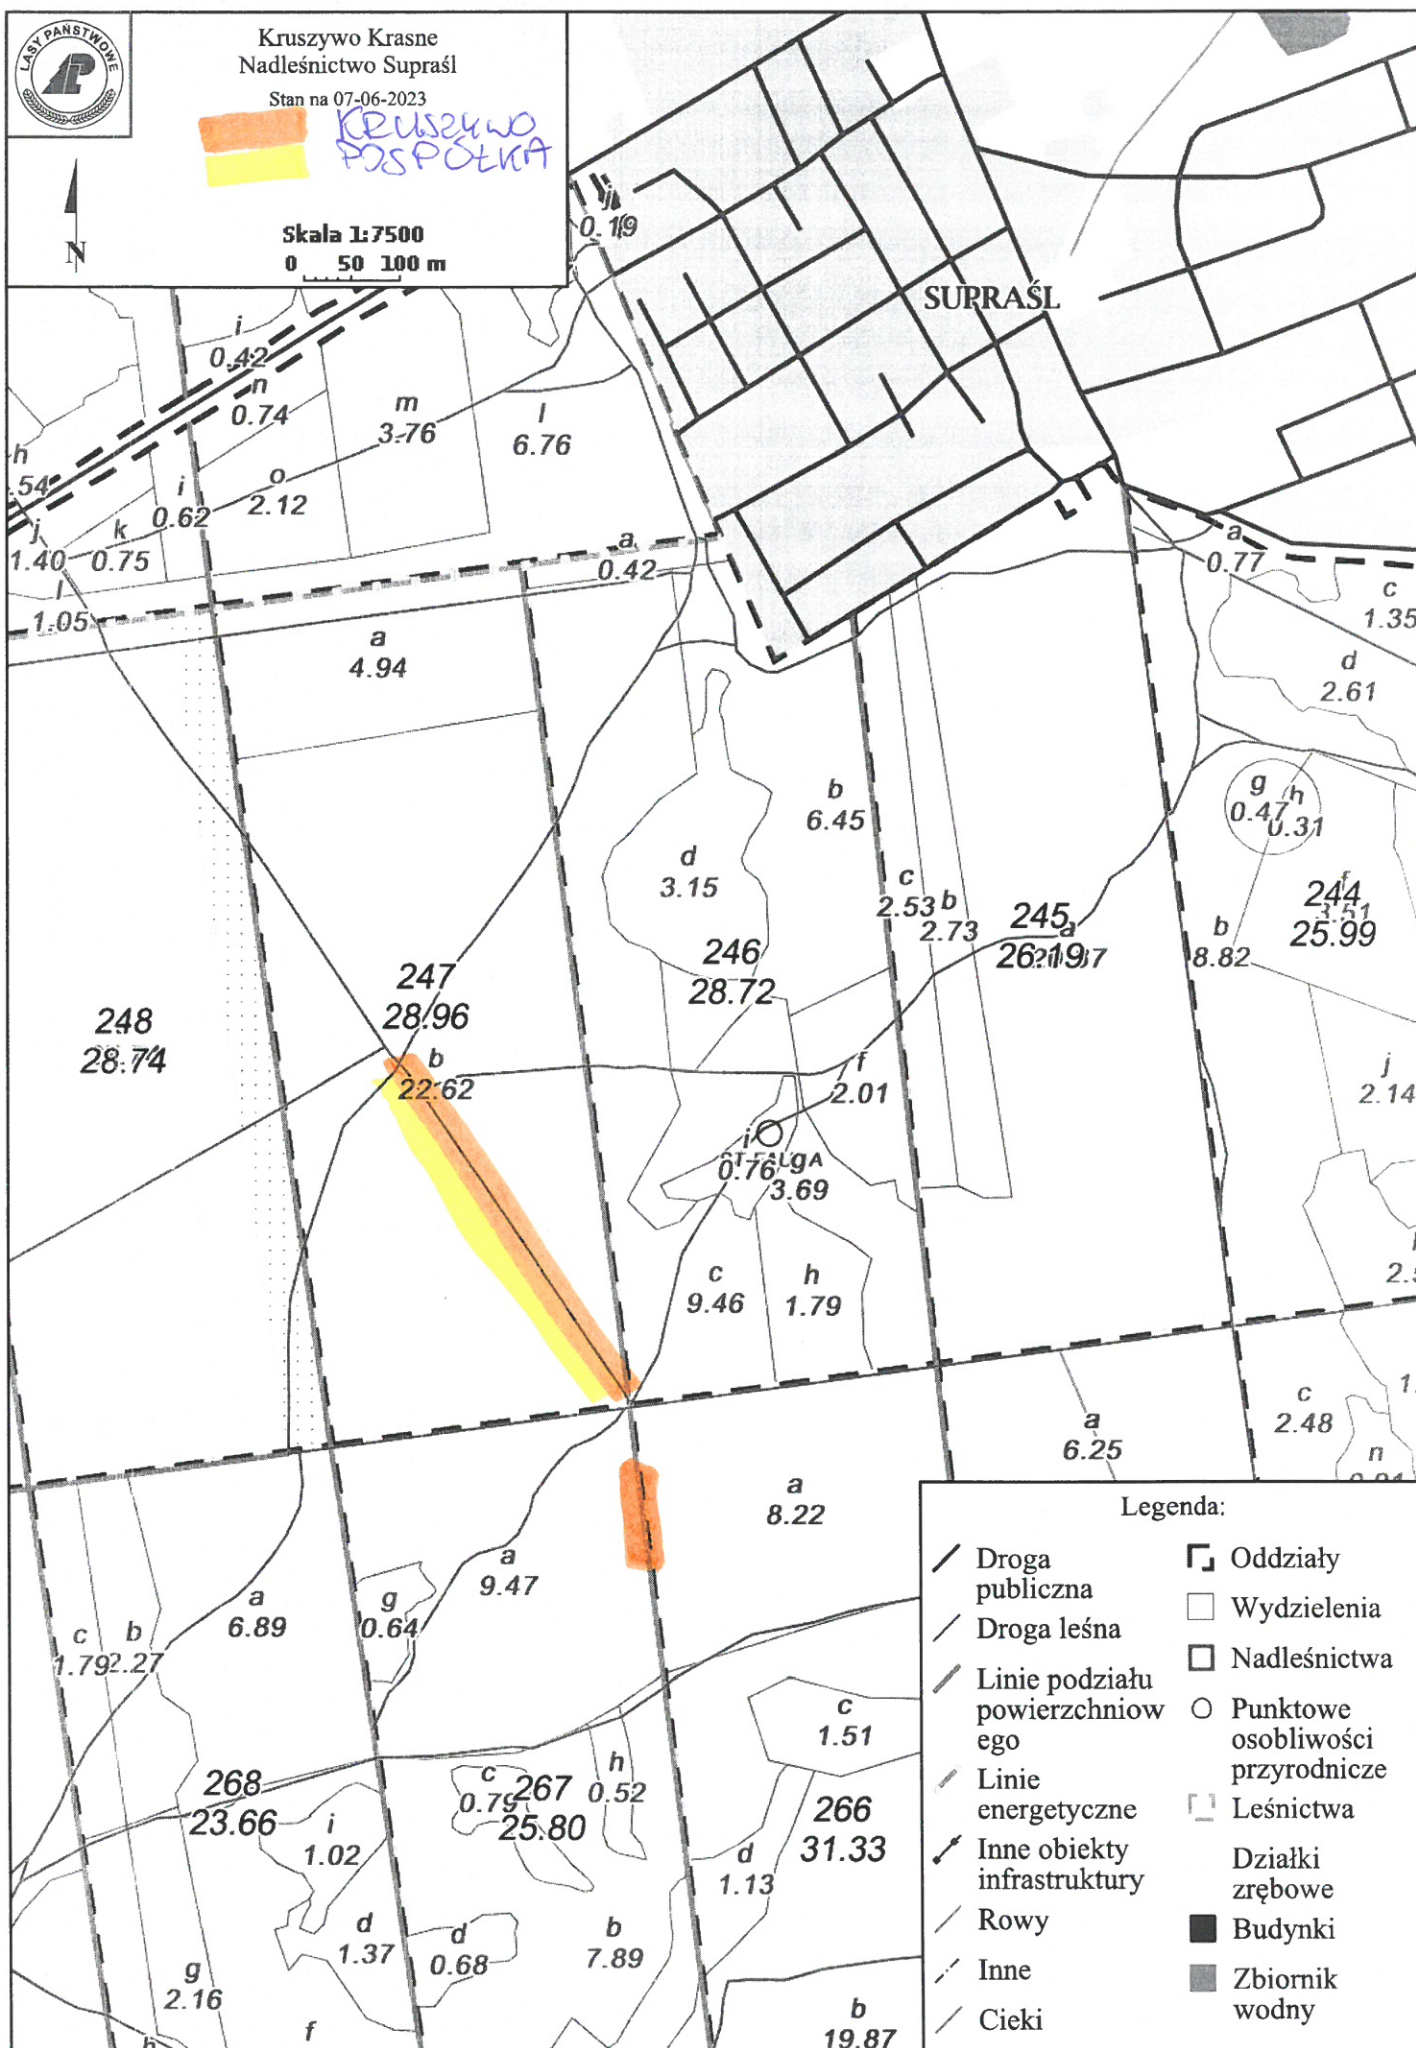 LASY PAŃSTWOWE
Kruszywo Krasne
Nadleśnictwo Supraśl
Stan na 07-06-2023
KRUSZYWO
POSPÓŁKA
N
Skala 1:7500
0 50 100 m
j
0.19
SUPRAŚL
i
0.42
n
0.74
m
3.76
l
6.76
h
.54
i
0.62
o
2.12
j
1.40
k
0.75
a
0.42
a
0.77
l
1.05
c
1.35
a
4.94
d
2.61
b
6.45
g
0.47
h
0.31
d
3.15
c
2.53
b
2.73
245
26.19
a
244
25.99
f
b
8.82
246
28.72
247
28.96
248
28.74
b
22.62
f
2.01
j
2.14
i
0.76
g
3.69
c
9.46
h
1.79
a
6.25
c
2.48
n
a
8.22
a
9.47
g
0.64
a
6.89
c
1.79
b
2.27
c
1.51
h
0.52
c
0.79
267
25.80
268
23.66
i
1.02
266
31.33
d
1.13
d
1.37
d
0.68
b
7.89
g
2.16
f
b
19.87
h
Legenda:
Droga
publiczna
Droga leśna
Linie podziału
powierzchniow
ego
Linie
energetyczne
Inne obiekty
infrastruktury
Rowy
Inne
Cieki
Oddziały
Wydzielenia
Nadleśnictwa
Punktowe
osobliwości
przyrodnicze
Leśnictwa
Działki
zrębowe
Budynki
Zbiornik
wodny